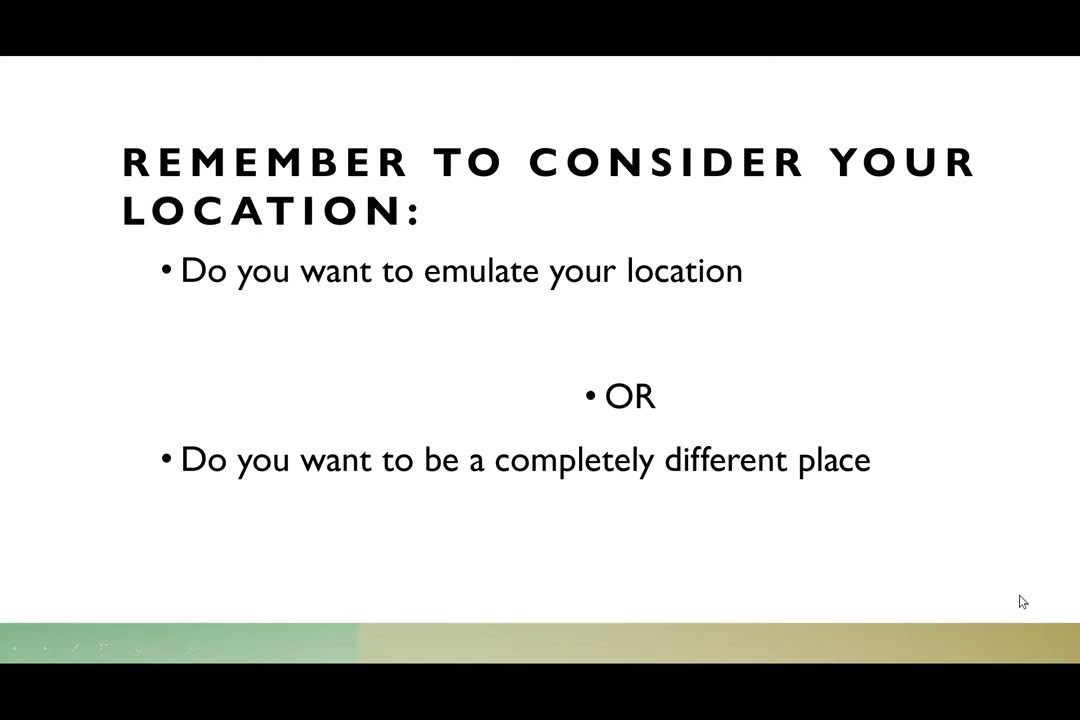 REMEMBER TO CONSIDER YOUR
LOCATION:
• Do you want to emulate your location
• OR
• Do you want to be a completely different place